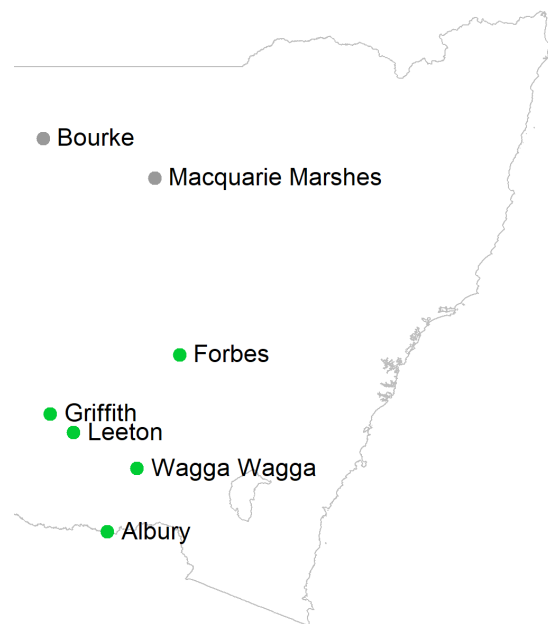 Bourke
Macquarie Marshes
Forbes
Griffith
Leeton
Wagga Wagga
Albury